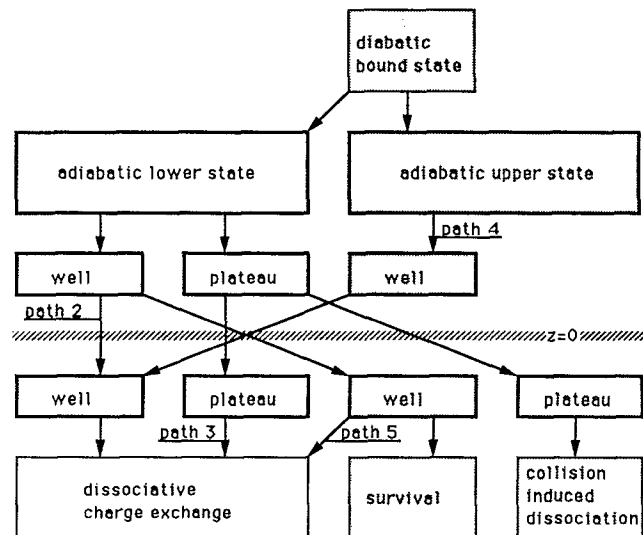 diabatic
bound state
adiabatic lower state
adiabatic upper state
path 4
well
plateau
well
path 2
z=0
well
plateau
well
plateau
path 3
path 5
dissociative
charge exchange
survival
collision
induced
dissociation